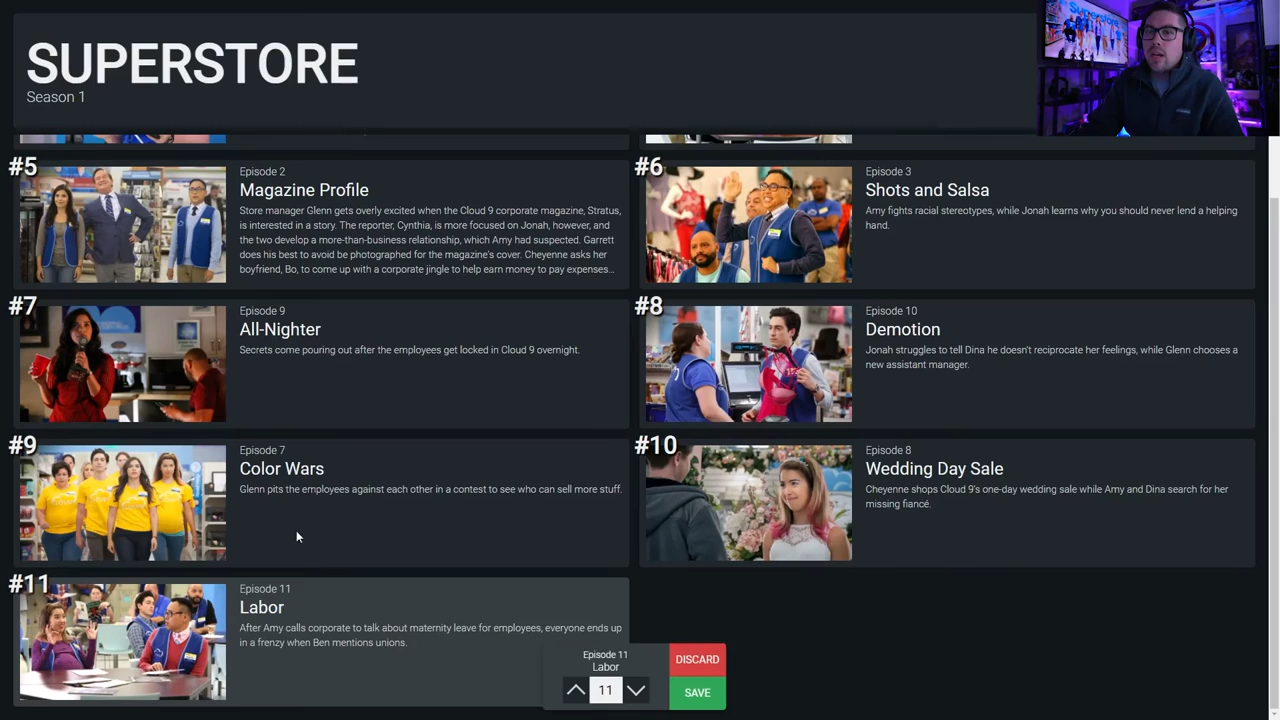 SUPERSTORE
Season 1
Superstore
#5
Episode 2
Magazine Profile
Store manager Glenn gets overly excited when the Cloud 9 corporate magazine, Stratus,
is interested in a story. The reporter, Cynthia, is more focused on Jonah, however, and
the two develop a more-than-business relationship, which Amy had suspected. Garrett
does his best to avoid be photographed for the magazine's cover. Cheyenne asks her
boyfriend, Bo, to come up with a corporate jingle to help earn money to pay expenses...
#6
Episode 3
Shots and Salsa
Amy fights racial stereotypes, while Jonah learns why you should never lend a helping
hand.
#7
Episode 9
All-Nighter
Secrets come pouring out after the employees get locked in Cloud 9 overnight.
#8
Episode 10
Demotion
Jonah struggles to tell Dina he doesn't reciprocate her feelings, while Glenn chooses a
new assistant manager.
#9
Episode 7
Color Wars
Glenn pits the employees against each other in a contest to see who can sell more stuff.
#10
Episode 8
Wedding Day Sale
Cheyenne shops Cloud 9's one-day wedding sale while Amy and Dina search for her
missing fiancé.
#11
Episode 11
Labor
After Amy calls corporate to talk about maternity leave for employees, everyone ends up
in a frenzy when Ben mentions unions.
Episode 11
Labor
11
DISCARD
SAVE